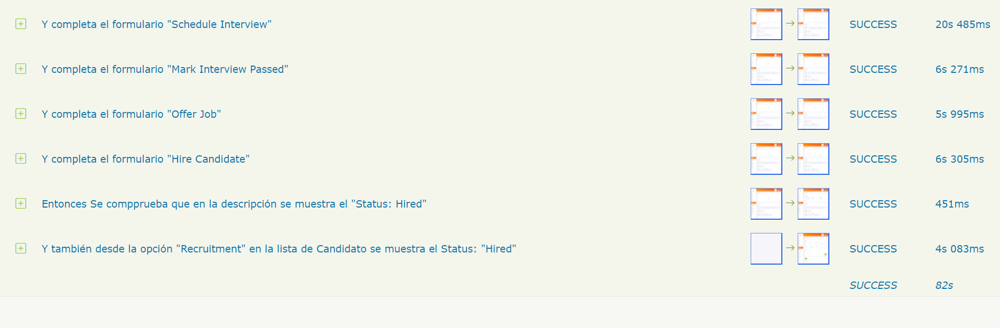 Y completa el formulario "Schedule Interview" SUCCESS 20s 485ms
Y completa el formulario "Mark Interview Passed" SUCCESS 6s 271ms
Y completa el formulario "Offer Job" SUCCESS 5s 995ms
Y completa el formulario "Hire Candidate" SUCCESS 6s 305ms
Entonces Se compprueba que en la descripción se muestra el "Status: Hired" SUCCESS 451ms
Y también desde la opción "Recruitment" en la lista de Candidato se muestra el Status: "Hired" SUCCESS 4s 083ms
SUCCESS 82s